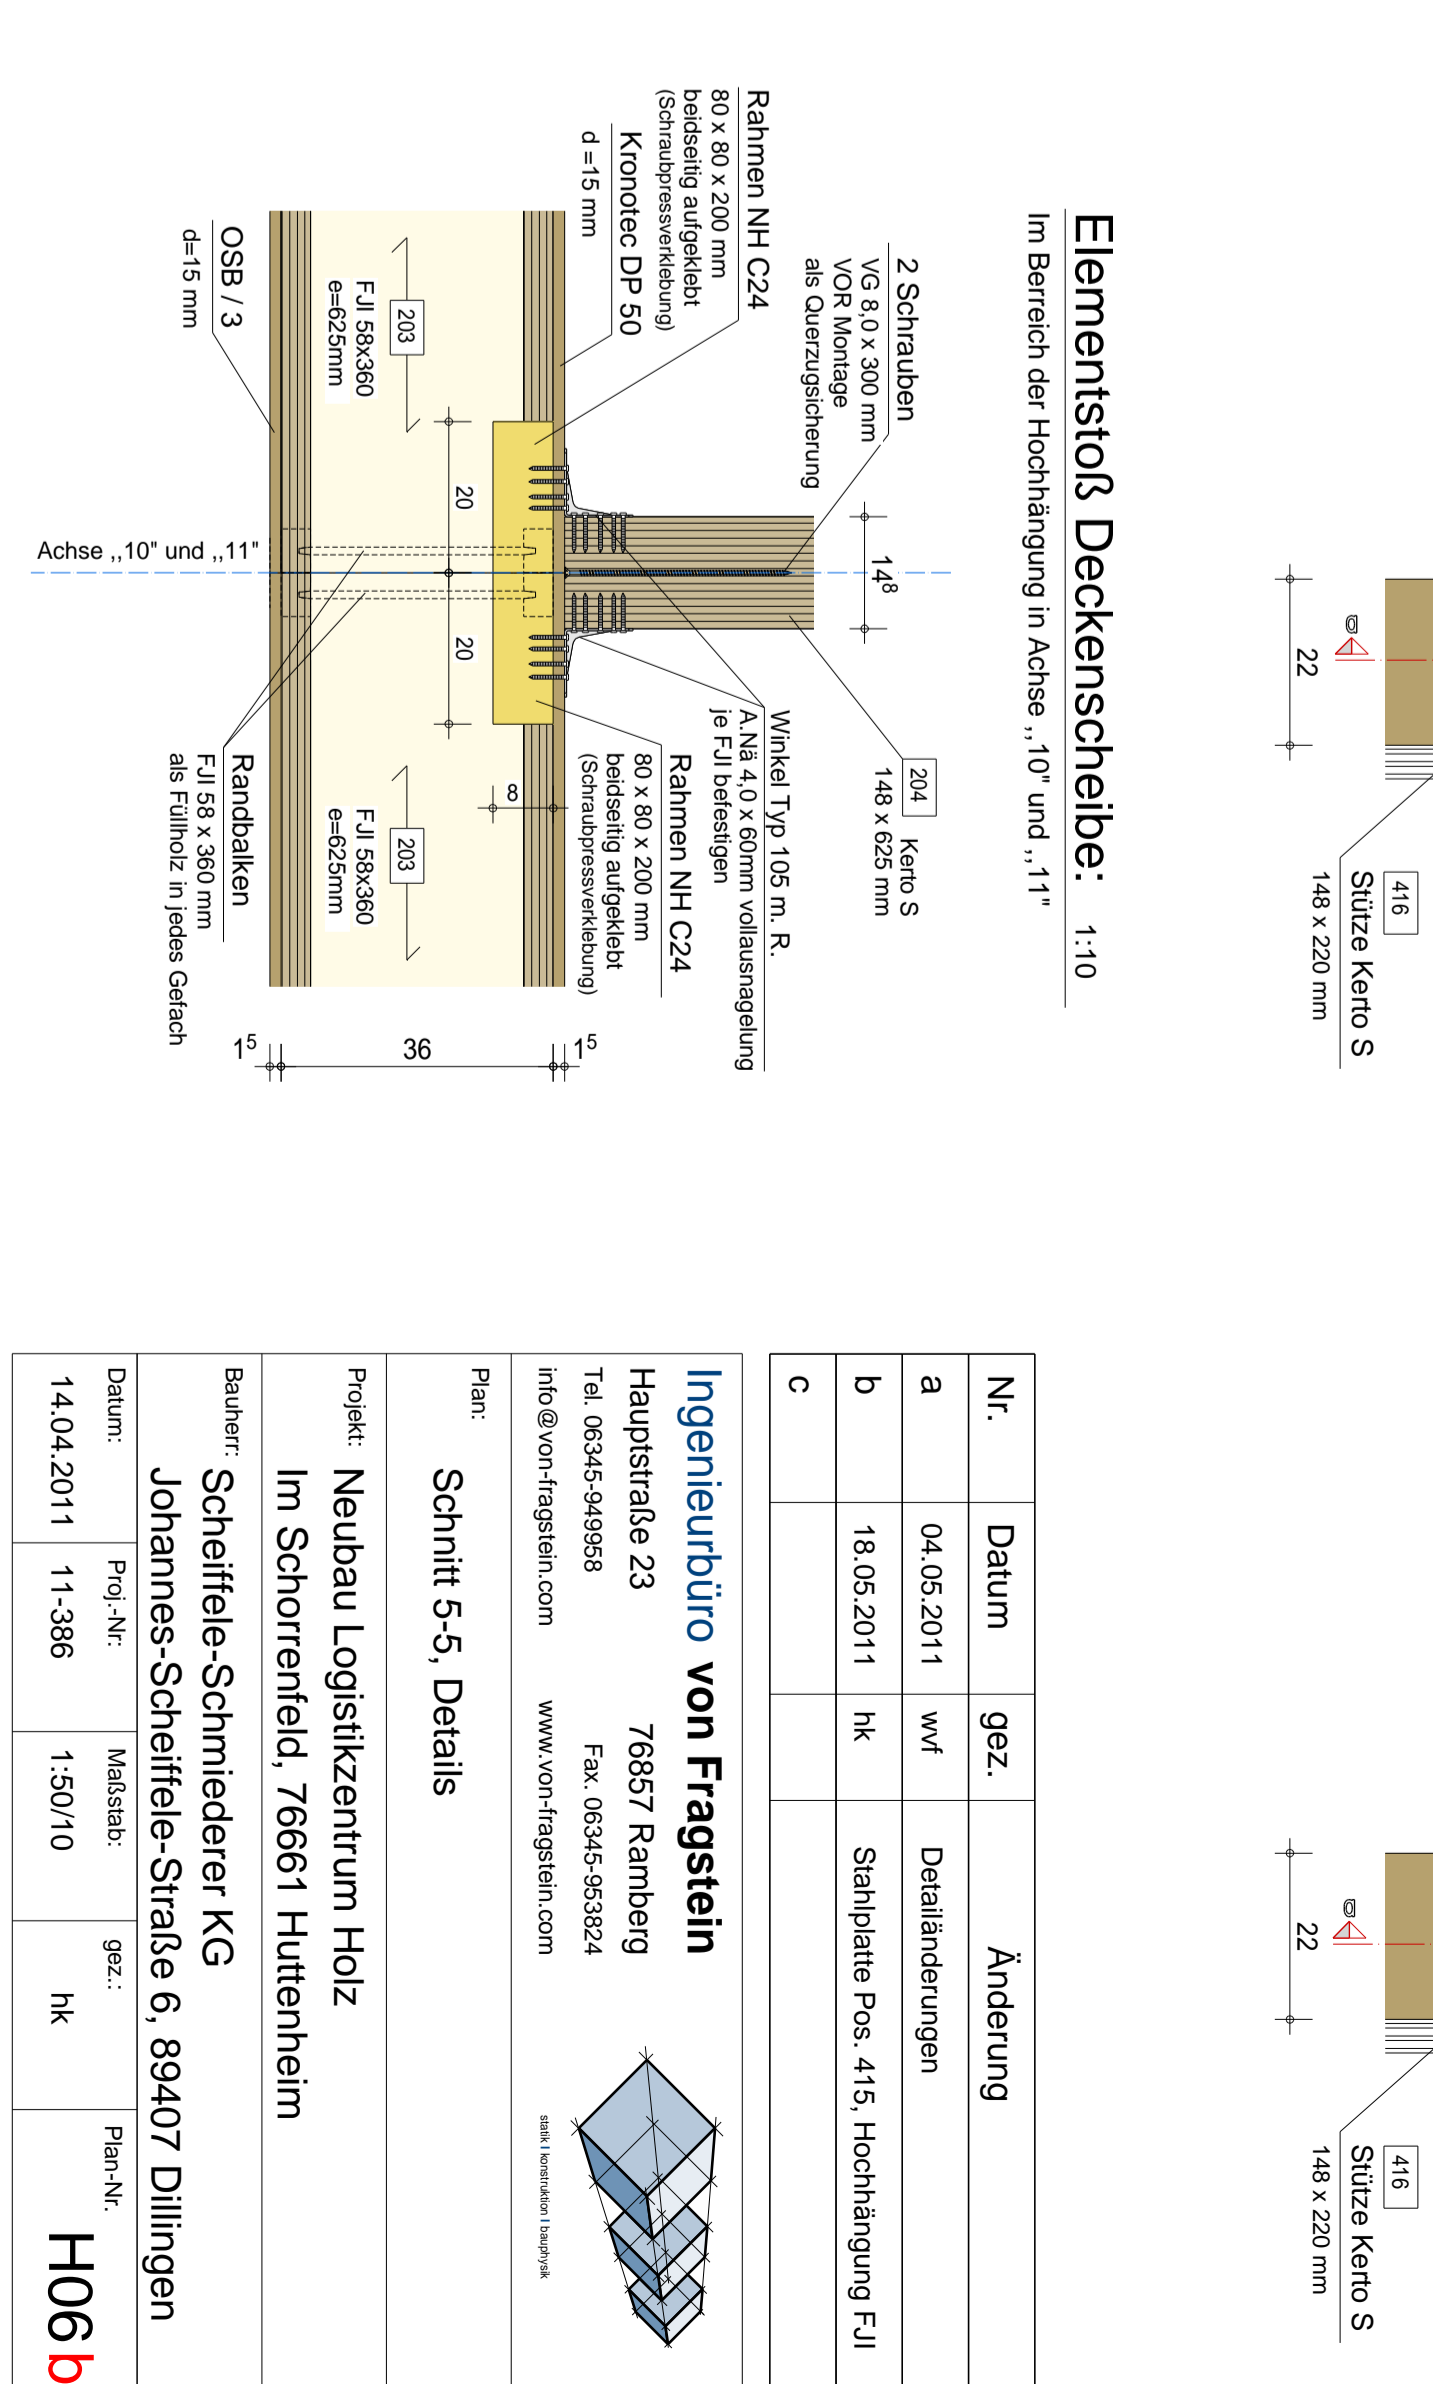 22
416
Stütze Kerto S
148 x 220 mm
22
416
Stütze Kerto S
148 x 220 mm
Elementstoß Deckenscheibe: 1:10
Im Berreich der Hochhängung in Achse ,,10" und ,,11"
2 Schrauben
VG 8,0 x 300 mm
VOR Montage
als Querzugsicherung
14⁸
204
Kerto S
148 x 625 mm
Rahmen NH C24
80 x 80 x 200 mm
beidseitig aufgeklebt
(Schraubpressverklebung)
Winkel Typ 105 m. R.
A.Nä 4,0 x 60mm vollausnagelung
je FJI befestigen
Kronotec DP 50
d =15 mm
Rahmen NH C24
80 x 80 x 200 mm
beidseitig aufgeklebt
(Schraubpressverklebung)
8
1⁵
36
1⁵
20
20
203
FJI 58x360
e=625mm
203
FJI 58x360
e=625mm
OSB / 3
d=15 mm
Randbalken
FJI 58 x 360 mm
als Füllholz in jedes Gefach
Achse ,,10" und ,,11"
Nr. Datum gez. Änderung
a 04.05.2011 wvf Detailänderungen
b 18.05.2011 hk Stahlplatte Pos. 415, Hochhängung FJI
c
Ingenieurbüro von Fragstein
Hauptstraße 23 76857 Ramberg
Tel. 06345-949958 Fax. 06345-953824
info@von-fragstein.com www.von-fragstein.com
statik I konstruktion I bauphysik
Plan: Schnitt 5-5, Details
Projekt: Neubau Logistikzentrum Holz
Im Schorrenfeld, 76661 Huttenheim
Bauherr: Scheiffele-Schmiederer KG
Johannes-Scheiffele-Straße 6, 89407 Dillingen
Datum: Proj.-Nr: Maßstab: gez.: Plan-Nr.
14.04.2011 11-386 1:50/10 hk H06 b